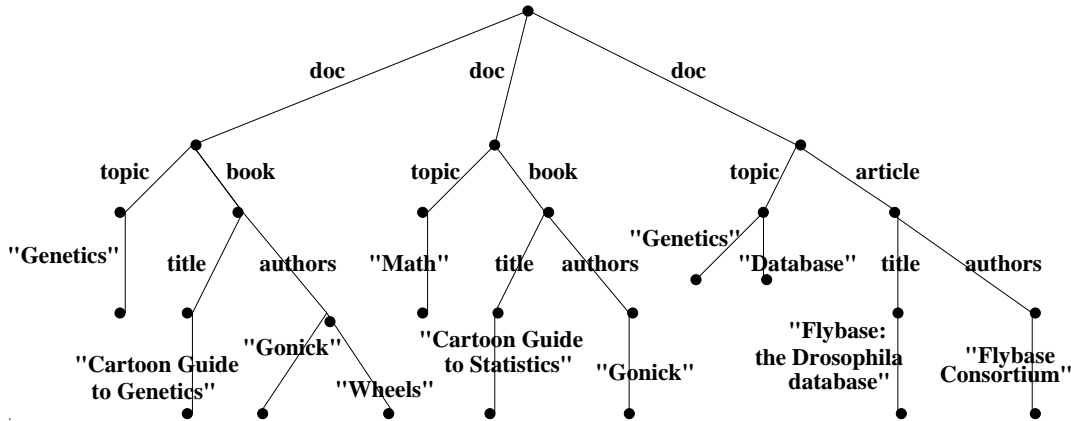 doc
doc
doc
topic
book
topic
book
topic
article
"Genetics"
title
authors
"Math"
title
authors
"Genetics"
"Database"
title
authors
"Cartoon Guide
to Genetics"
"Gonick"
"Wheels"
"Cartoon Guide
to Statistics"
"Gonick"
"Flybase:
the Drosophila
database"
"Flybase
Consortium"